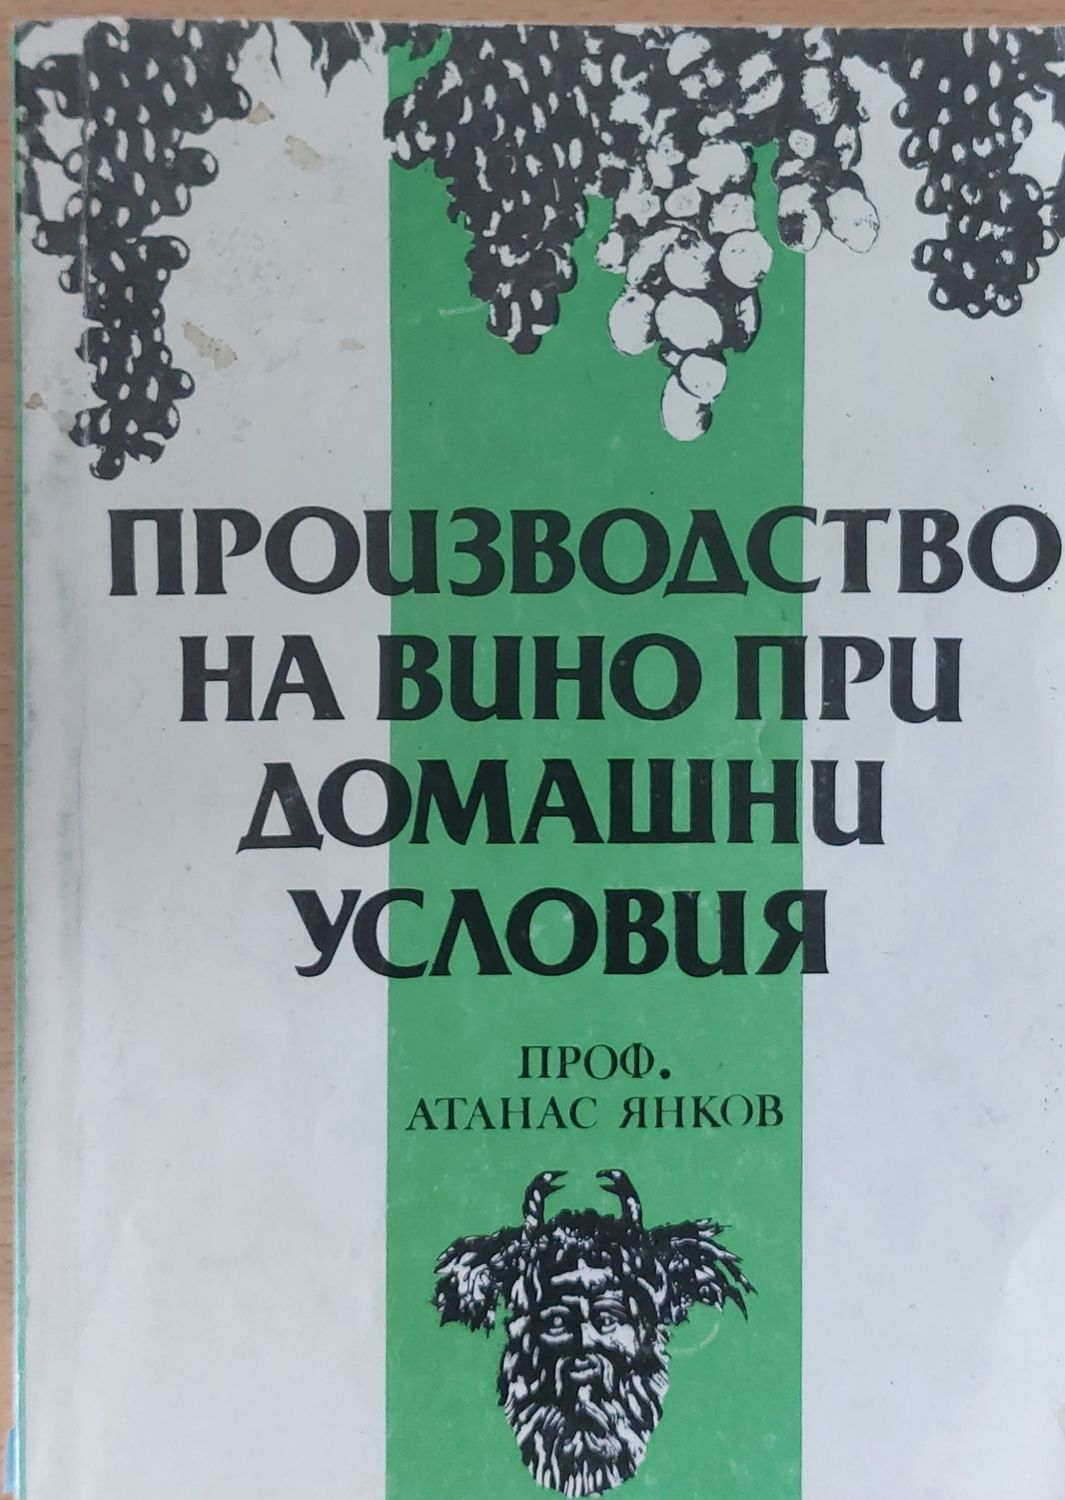 ПРОИЗВОДСТВО
НА ВИНО ПРИ
ДОМАШНИ
УСЛОВИЯ
ПРОФ.
АТАНАС ЯНКОВ